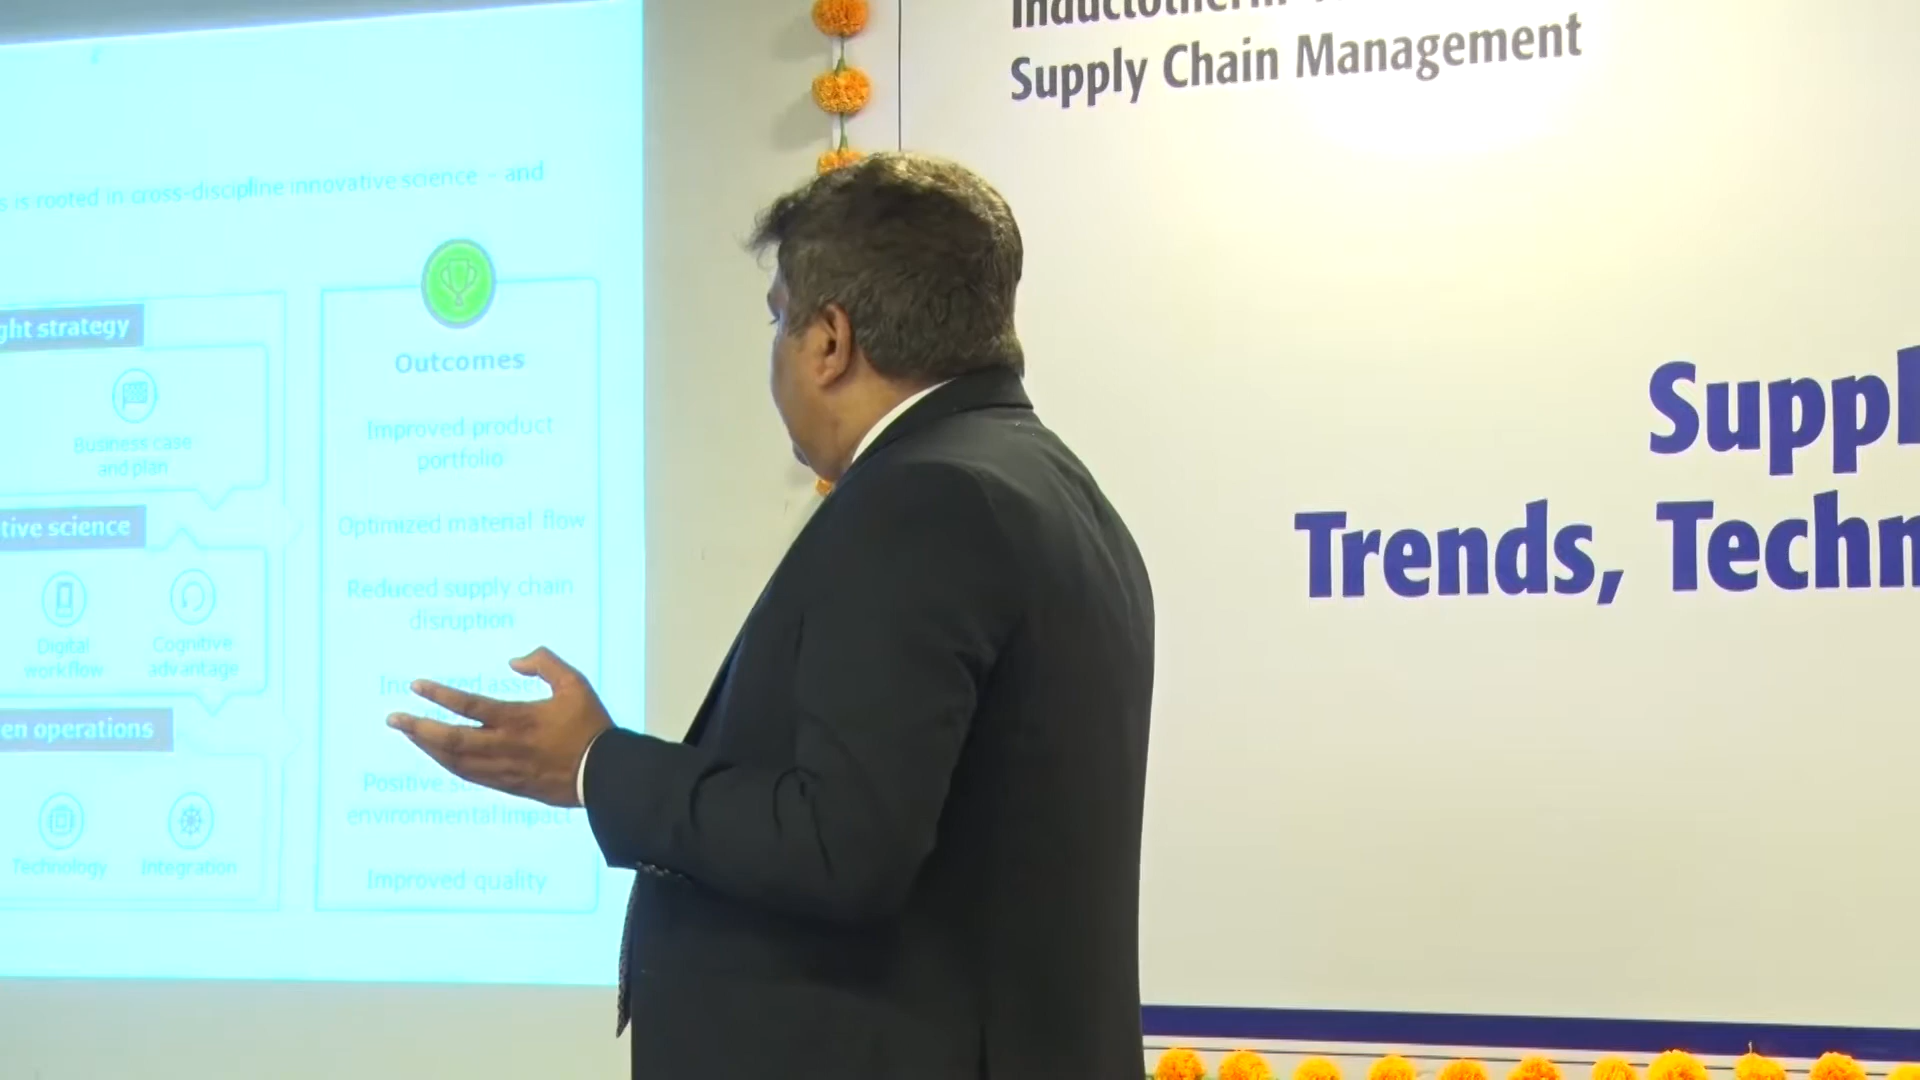 s is rooted in cross-discipline innovative science – and
ght strategy
Business case
and plan
tive science
Digital
workflow
Cognitive
advantage
en operations
Technology
Integration
Outcomes
Improved product
portfolio
Optimized material flow
Reduced supply chain
disruption
Positive
environmental impact
Improved quality
Inductotherm
Supply Chain Management
Suppl
Trends, Techn